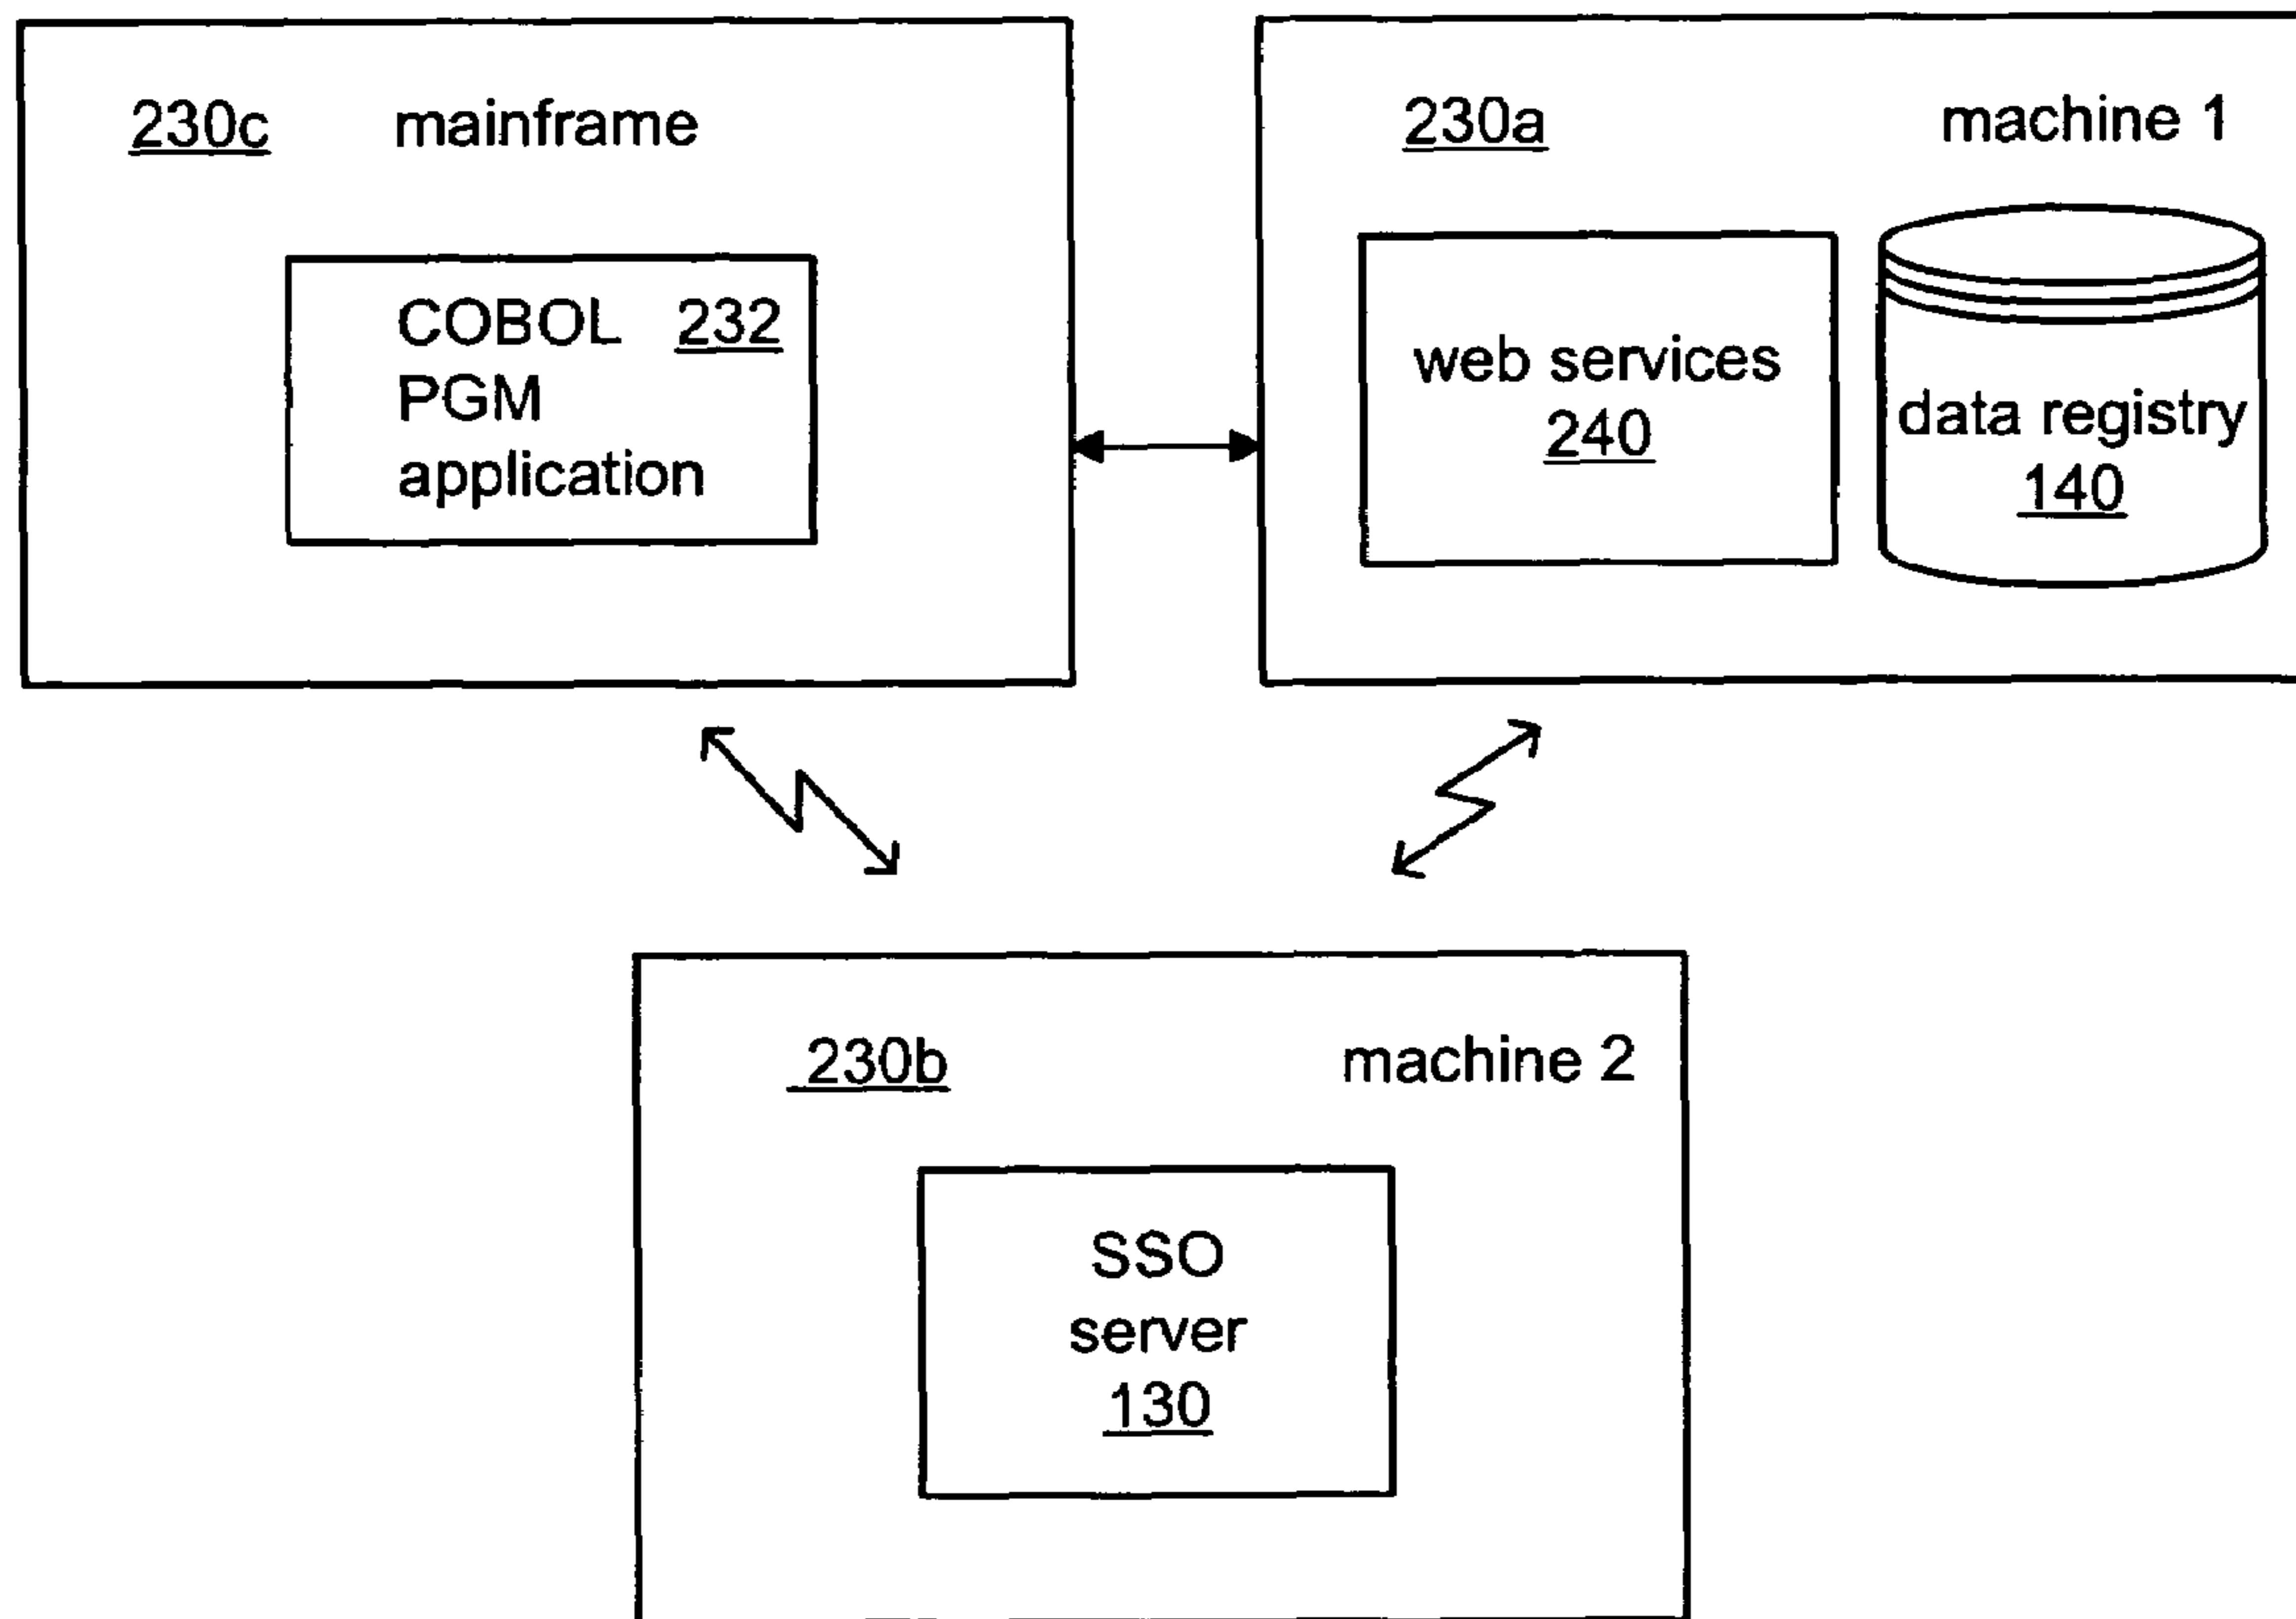 230c mainframe
COBOL 232
PGM
application
230a machine 1
web services
240
data registry
140
230b machine 2
SSO
server
130